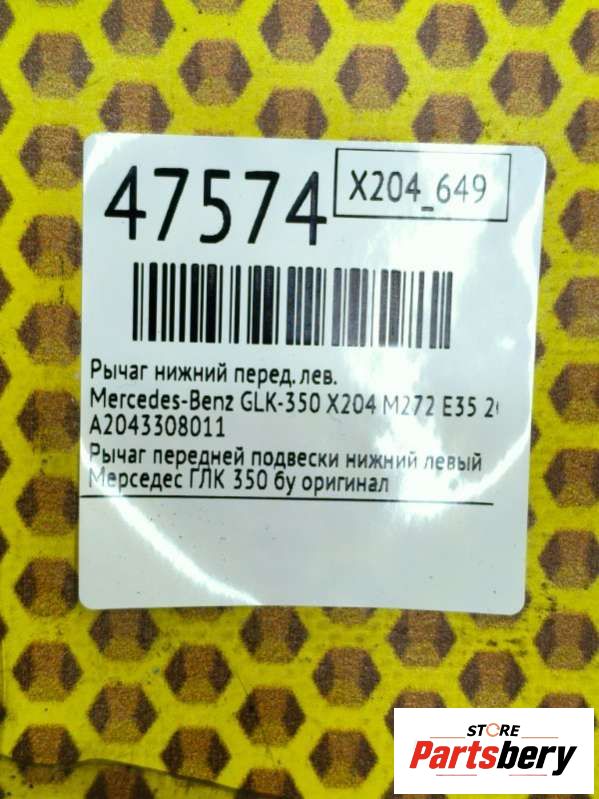 47574
X204_649
Рычаг нижний перед. лев.
Mercedes-Benz GLK-350 X204 M272 E35
A2043308011
Рычаг передней подвески нижний левый
Мерседес ГЛК 350 бу оригинал
STORE
Partsbery